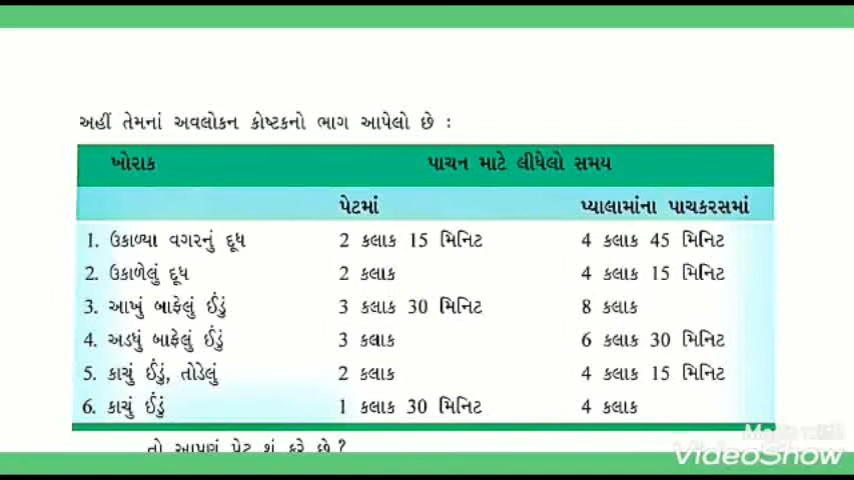 અહીં તેમનાં અવલોકન કોષ્ટકનો ભાગ આપેલો છે :
ખોરાક પાચન માટે લીધેલો સમય
પેટમાં પ્યાલામાંના પાચકરસમાં
1. ઉકાળ્યા વગરનું દૂધ 2 કલાક 15 મિનિટ 4 કલાક 45 મિનિટ
2. ઉકાળેલું દૂધ 2 કલાક 4 કલાક 15 મિનિટ
3. આખું બાફેલું ઈંડું 3 કલાક 30 મિનિટ 8 કલાક
4. અડધું બાફેલું ઈંડું 3 કલાક 6 કલાક 30 મિનિટ
5. કાચું ઈંડું, તોડેલું 2 કલાક 4 કલાક 15 મિનિટ
6. કાચું ઈંડું 1 કલાક 30 મિનિટ 4 કલાક
તો આપણું પેટ શું કરે છે ?
VideoShow